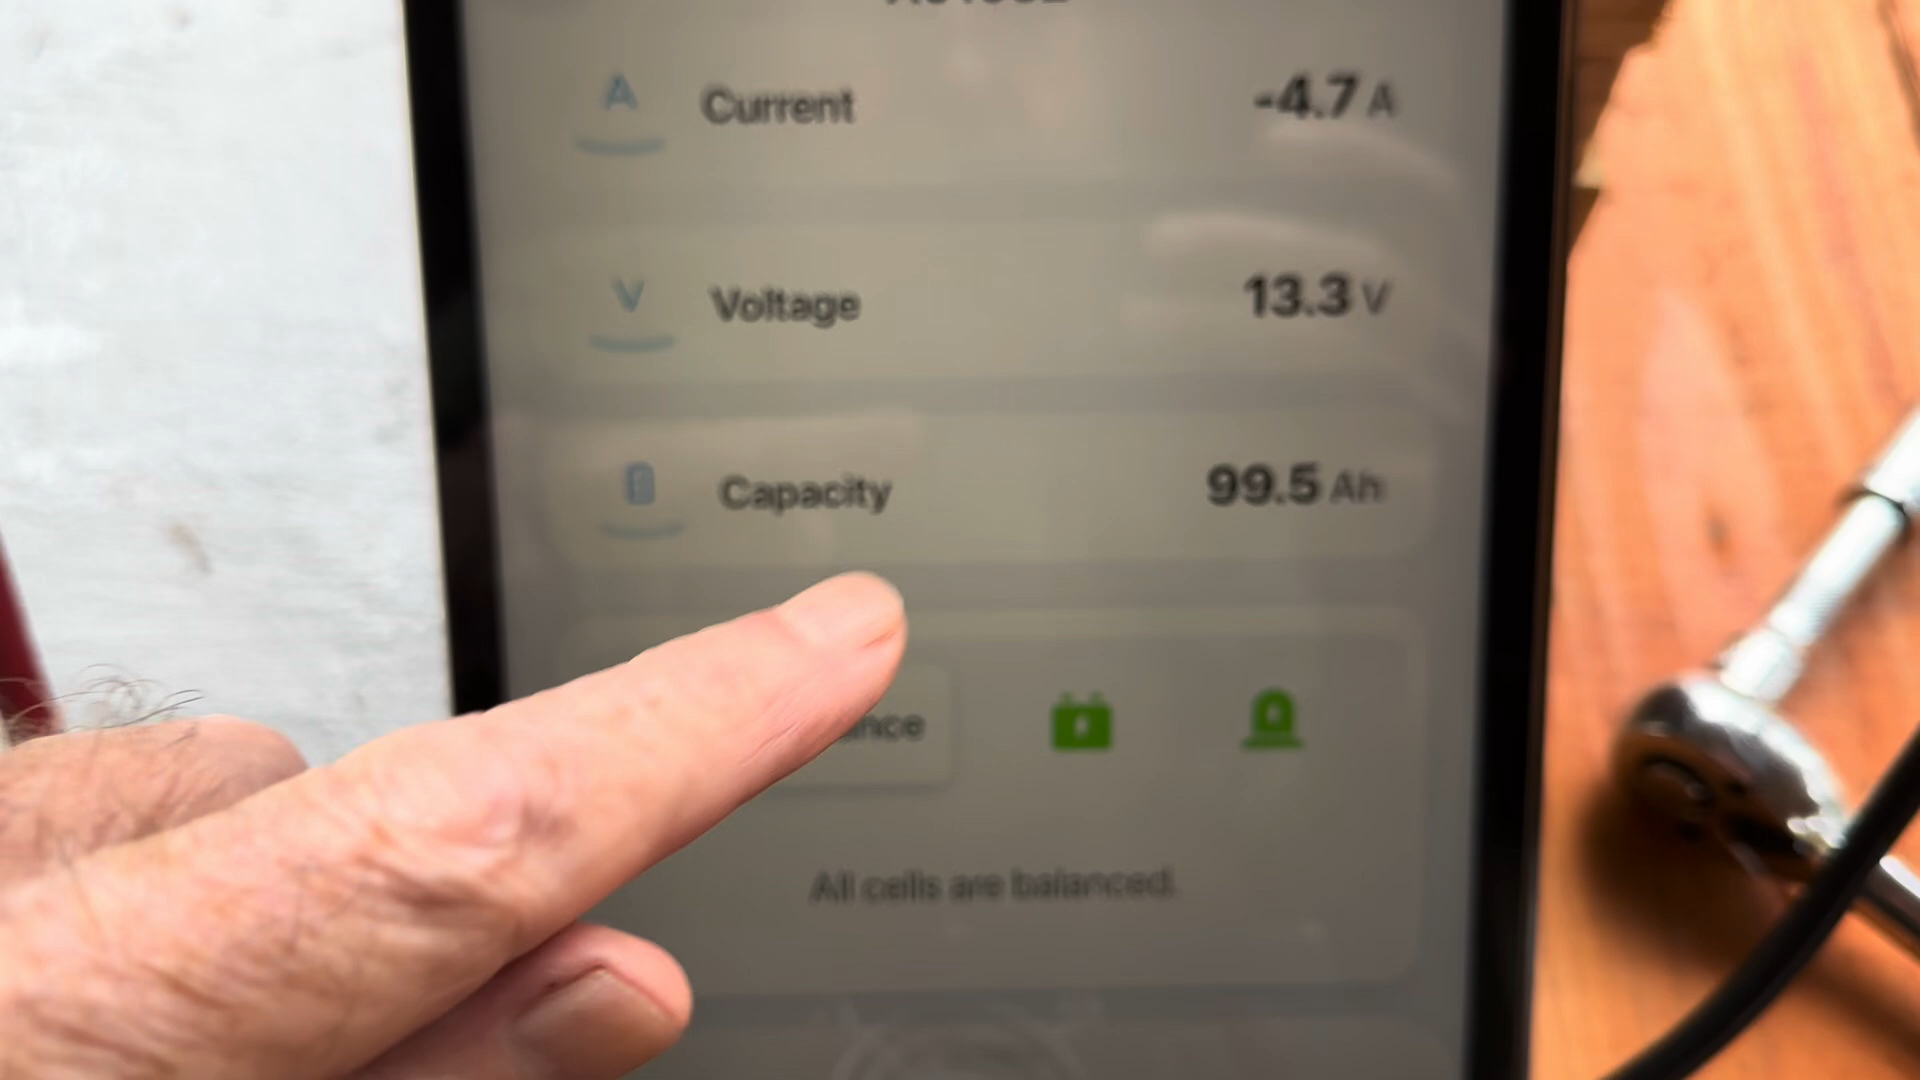 A Current -4.7 A
V Voltage 13.3 V
Capacity 99.5 Ah
All cells are balanced.